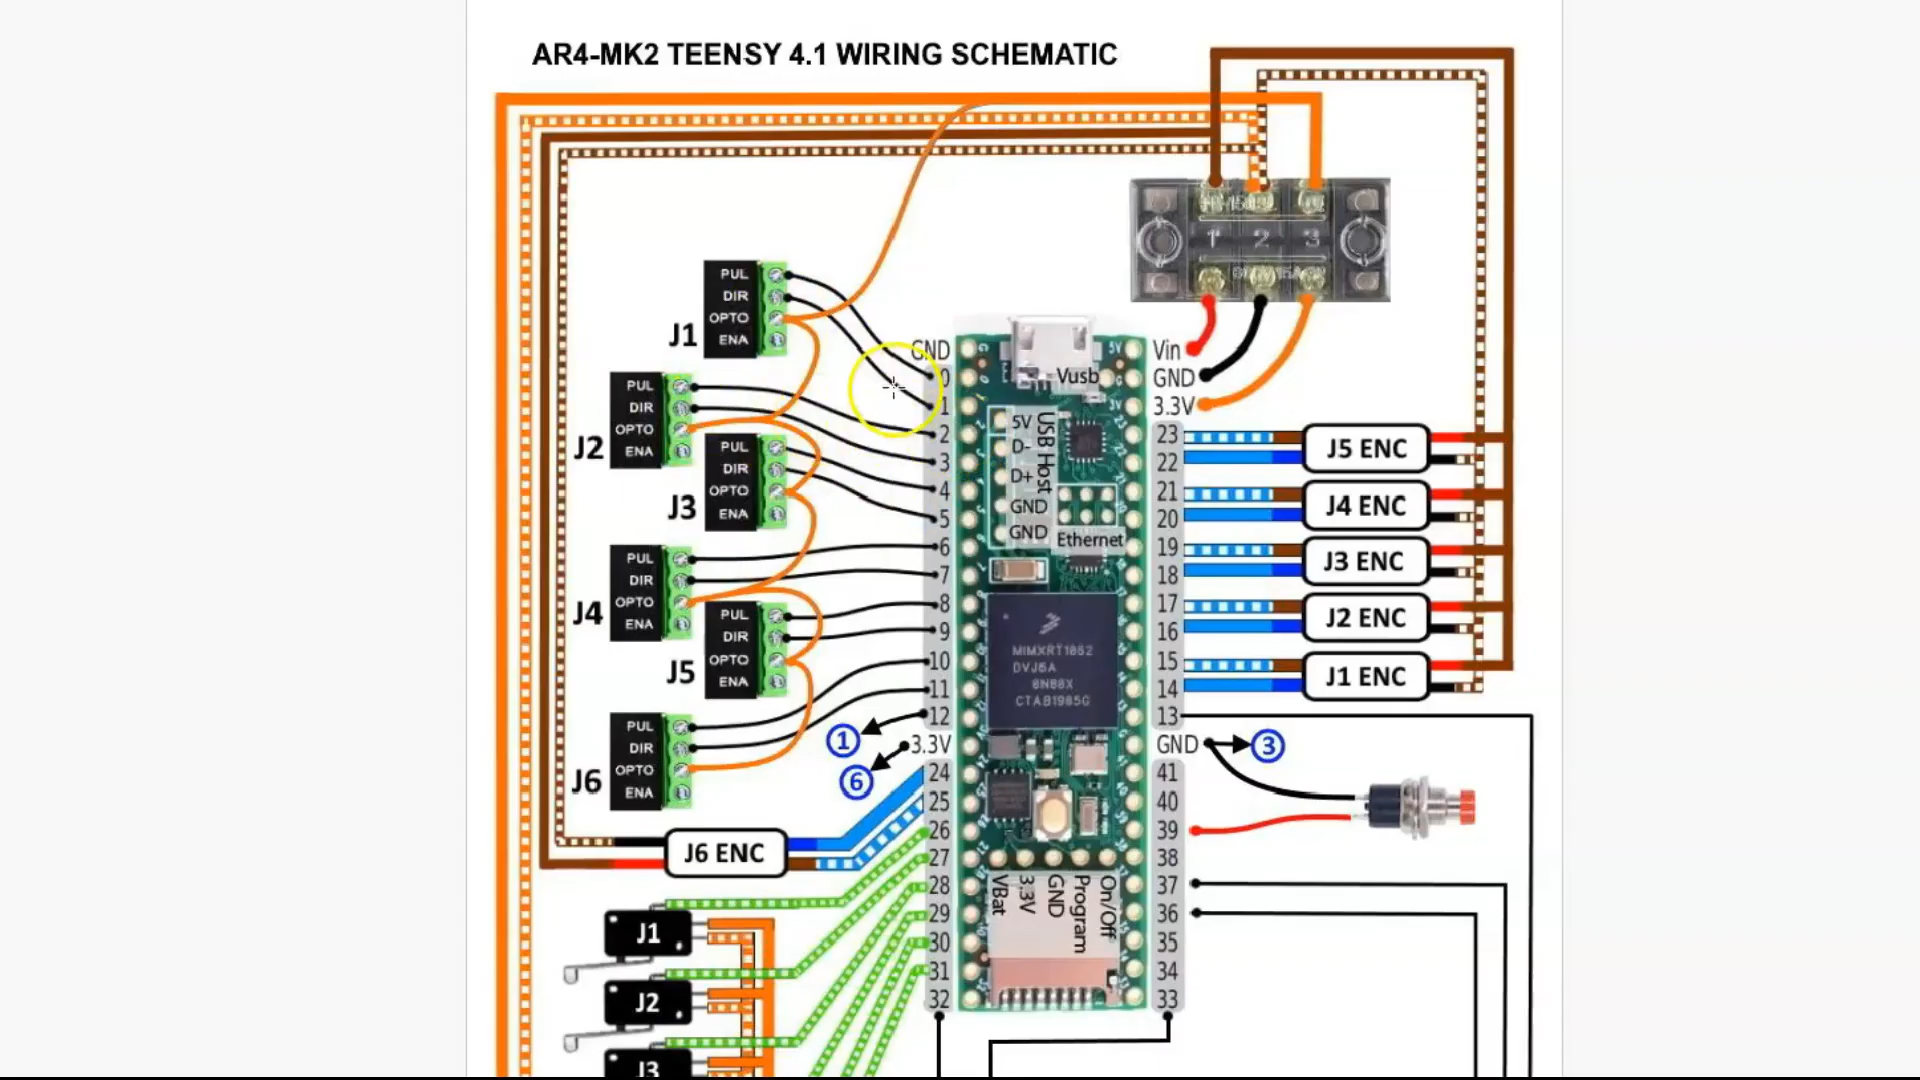 AR4-MK2 TEENSY 4.1 WIRING SCHEMATIC
1 2 3
J1
PUL
DIR
OPTO
ENA
J2
PUL
DIR
OPTO
ENA
J3
PUL
DIR
OPTO
ENA
J4
PUL
DIR
OPTO
ENA
J5
PUL
DIR
OPTO
ENA
J6
PUL
DIR
OPTO
ENA
J6 ENC
J1
J2
J3
GND
0
1
2
3
4
5
6
7
8
9
10
11
12
3.3V
24
25
26
27
28
29
30
31
32
1
6
Vusb
5V
D-
D+
GND
GND
USB Host
Ethernet
MIMXRT1062
DVJ6A
CTAB1985G
VBat
3.3V
GND
Program
On/Off
Vin
GND
3.3V
23
22
21
20
19
18
17
16
15
14
13
GND
41
40
39
38
37
36
35
34
33
3
J5 ENC
J4 ENC
J3 ENC
J2 ENC
J1 ENC